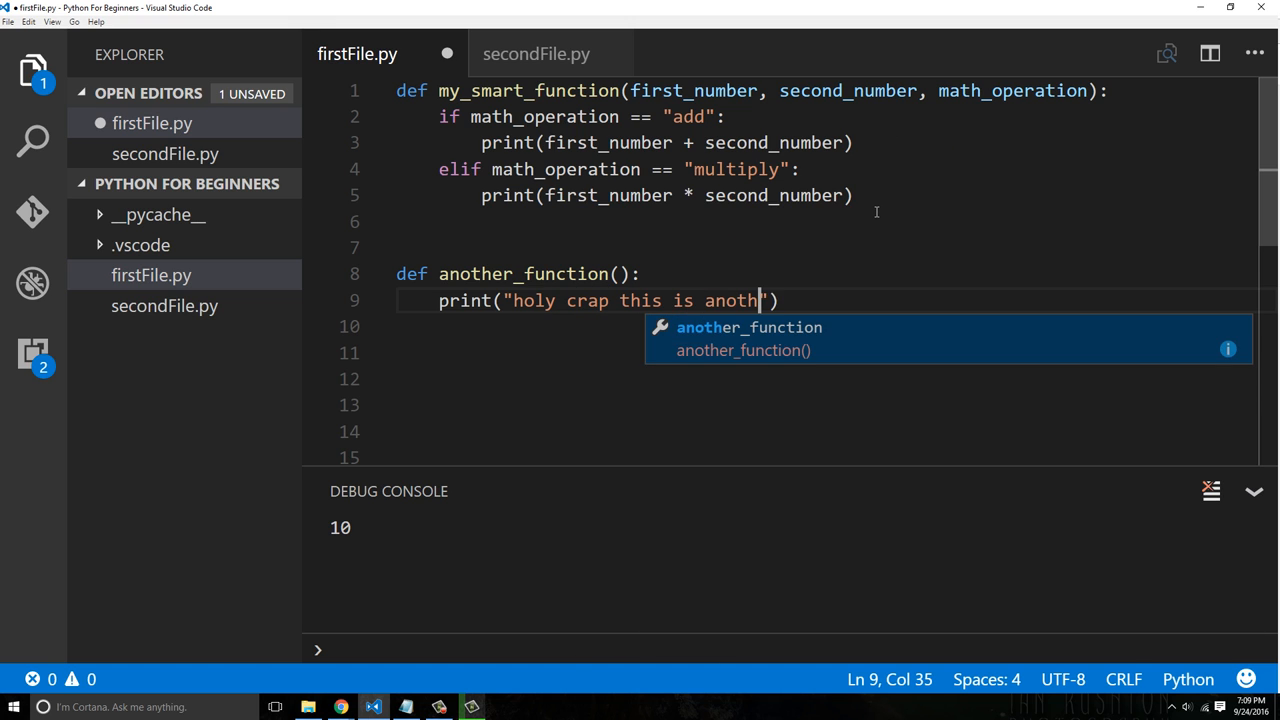 ● firstFile.py - Python For Beginners - Visual Studio Code
File Edit View Go Help
EXPLORER
OPEN EDITORS 1 UNSAVED
firstFile.py
secondFile.py
PYTHON FOR BEGINNERS
__pycache__
.vscode
firstFile.py
secondFile.py
1
2
firstFile.py secondFile.py
1 def my_smart_function(first_number, second_number, math_operation):
2 if math_operation == "add":
3 print(first_number + second_number)
4 elif math_operation == "multiply":
5 print(first_number * second_number)
6
7
8 def another_function():
9 print("holy crap this is anoth")
10 another_function
11 another_function()
12
13
14
15
DEBUG CONSOLE
10
0 0 Ln 9, Col 35 Spaces: 4 UTF-8 CRLF Python
I'm Cortana. Ask me anything.
7:09 PM
9/24/2016